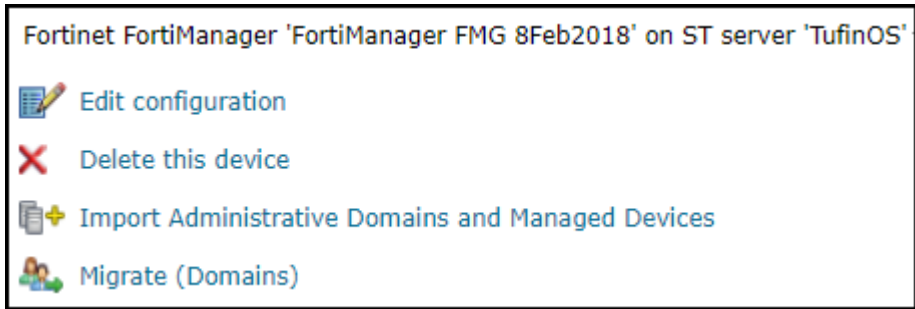 Fortinet FortiManager 'FortiManager FMG 8Feb2018' on ST server 'TufinOS'
Edit configuration
Delete this device
Import Administrative Domains and Managed Devices
Migrate (Domains)